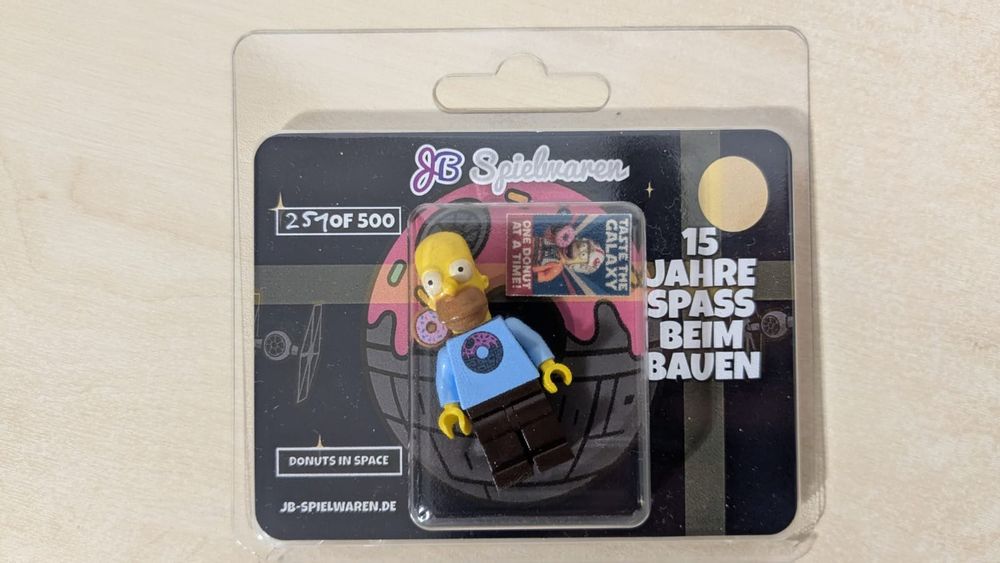 JB Spielwaren
251 OF 500
TASTE THE
GALAXY
ONE DONUT
AT A TIME!
15
JAHRE
SPASS
BEIM
BAUEN
DONUTS IN SPACE
JB-SPIELWAREN.DE